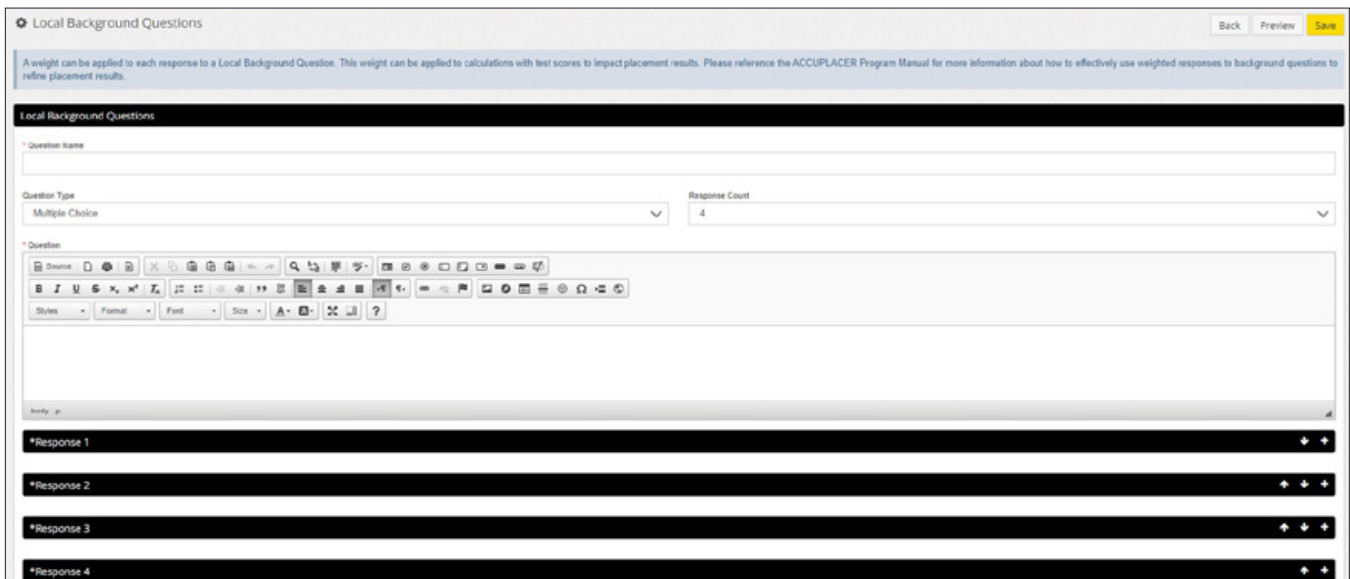 Local Background Questions
Back Preview Save
A weight can be applied to each response to a Local Background Question. This weight can be applied to calculations with test scores to impact placement results. Please reference the ACCUPLACER Program Manual for more information about how to effectively use weighted responses to background questions to
refine placement results.
Local Background Questions
* Question Name
Question Type Response Count
Multiple Choice 4
* Question
Source
B I U S x₂ x² Tx
Styles Format Font Size A A ?
body p
*Response 1
*Response 2
*Response 3
*Response 4